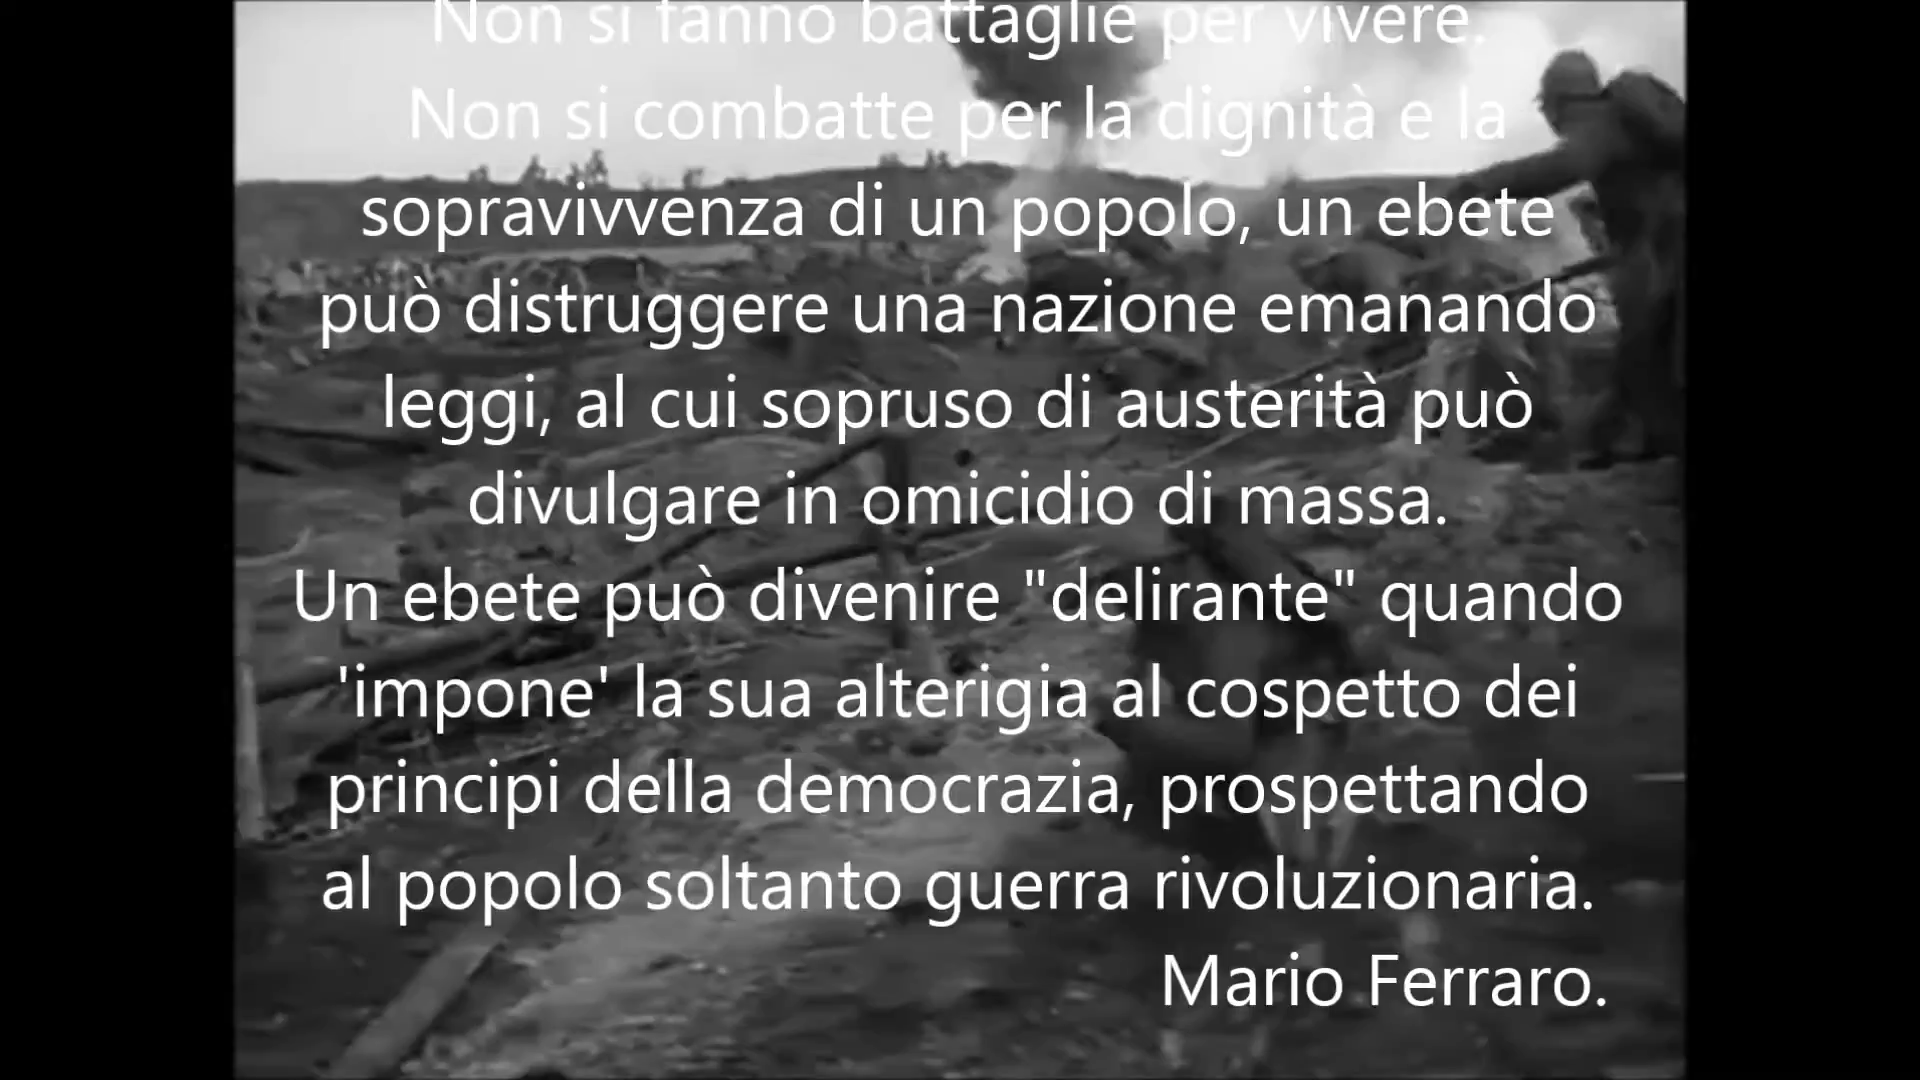 Non si fanno battaglie per vivere.
Non si combatte per la dignità e la
sopravivvenza di un popolo, un ebete
può distruggere una nazione emanando
leggi, al cui sopruso di austerità può
divulgare in omicidio di massa.
Un ebete può divenire "delirante" quando
'impone' la sua alterigia al cospetto dei
principi della democrazia, prospettando
al popolo soltanto guerra rivoluzionaria.
Mario Ferraro.